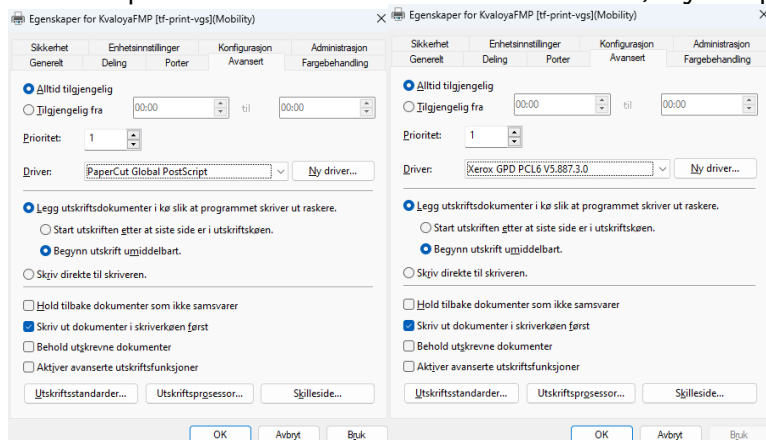 Egenskaper for KvaloyaFMP [tf-print-vgs](Mobility)
Sikkerhet Enhetsinnstillinger Konfigurasjon Administrasjon
Generelt Deling Porter Avansert Fargebehandling
Alltid tilgjengelig
Tilgjengelig fra 00:00 til 00:00
Prioritet: 1
Driver: PaperCut Global PostScript Ny driver...
Legg utskriftsdokumenter i kø slik at programmet skriver ut raskere.
Start utskriften etter at siste side er i utskriftskøen.
Begynn utskrift umiddelbart.
Skriv direkte til skriveren.
Hold tilbake dokumenter som ikke samsvarer
Skriv ut dokumenter i skriverkøen først
Behold utskrevne dokumenter
Aktiver avanserte utskriftsfunksjoner
Utskriftsstandarder... Utskriftsprosessor... Skilleside...
OK Avbryt Bruk
Egenskaper for KvaloyaFMP [tf-print-vgs](Mobility)
Sikkerhet Enhetsinnstillinger Konfigurasjon Administrasjon
Generelt Deling Porter Avansert Fargebehandling
Alltid tilgjengelig
Tilgjengelig fra 00:00 til 00:00
Prioritet: 1
Driver: Xerox GPD PCL6 V5.887.3.0 Ny driver...
Legg utskriftsdokumenter i kø slik at programmet skriver ut raskere.
Start utskriften etter at siste side er i utskriftskøen.
Begynn utskrift umiddelbart.
Skriv direkte til skriveren.
Hold tilbake dokumenter som ikke samsvarer
Skriv ut dokumenter i skriverkøen først
Behold utskrevne dokumenter
Aktiver avanserte utskriftsfunksjoner
Utskriftsstandarder... Utskriftsprosessor... Skilleside...
OK Avbryt Bruk